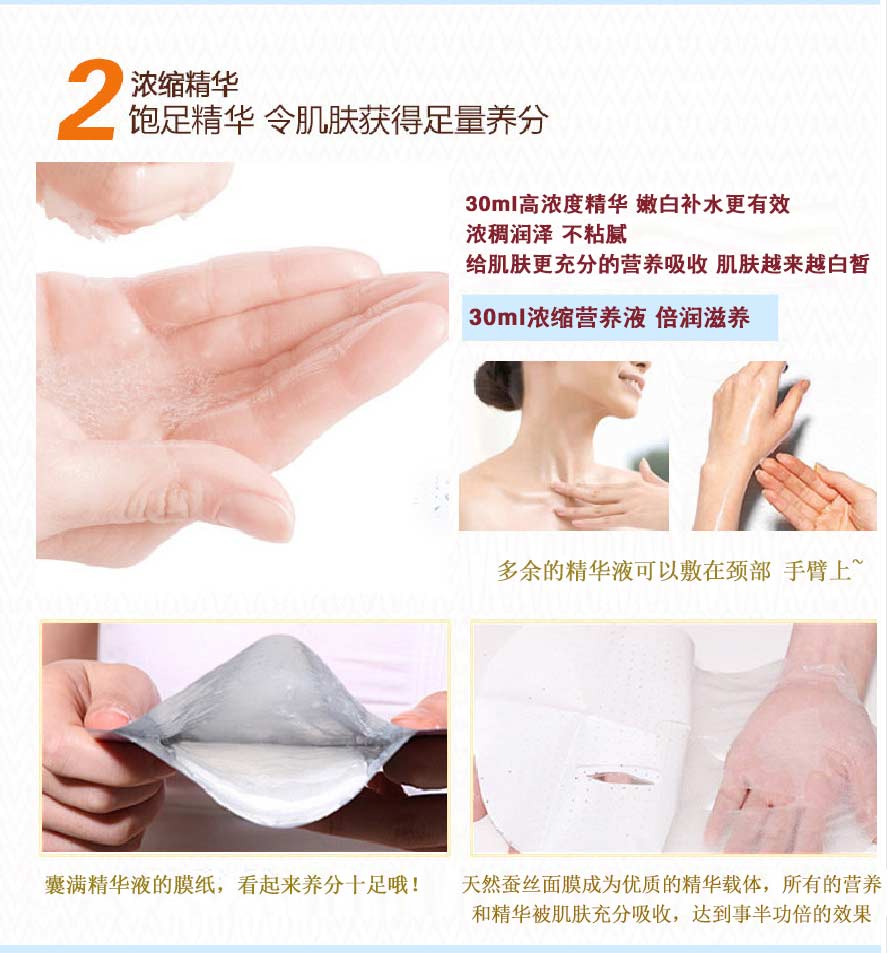 2 浓缩精华
饱足精华 令肌肤获得足量养分
30ml高浓度精华 嫩白补水更有效
浓稠润泽 不粘腻
给肌肤更充分的营养吸收 肌肤越来越白皙
30ml浓缩营养液 倍润滋养
多余的精华液可以敷在颈部 手臂上~
囊满精华液的膜纸，看起来养分十足哦！
天然蚕丝面膜成为优质的精华载体，所有的营养
和精华被肌肤充分吸收，达到事半功倍的效果